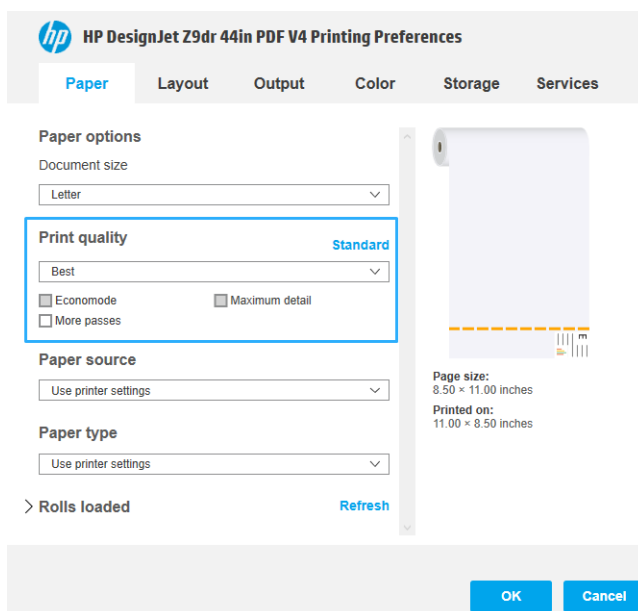 hp HP DesignJet Z9dr 44in PDF V4 Printing Preferences
Paper Layout Output Color Storage Services
Paper options
Document size
Letter
Print quality Standard
Best
Economode Maximum detail
More passes
Paper source
Use printer settings
Paper type
Use printer settings
Rolls loaded Refresh
E
Page size:
8.50 × 11.00 inches
Printed on:
11.00 × 8.50 inches
OK Cancel